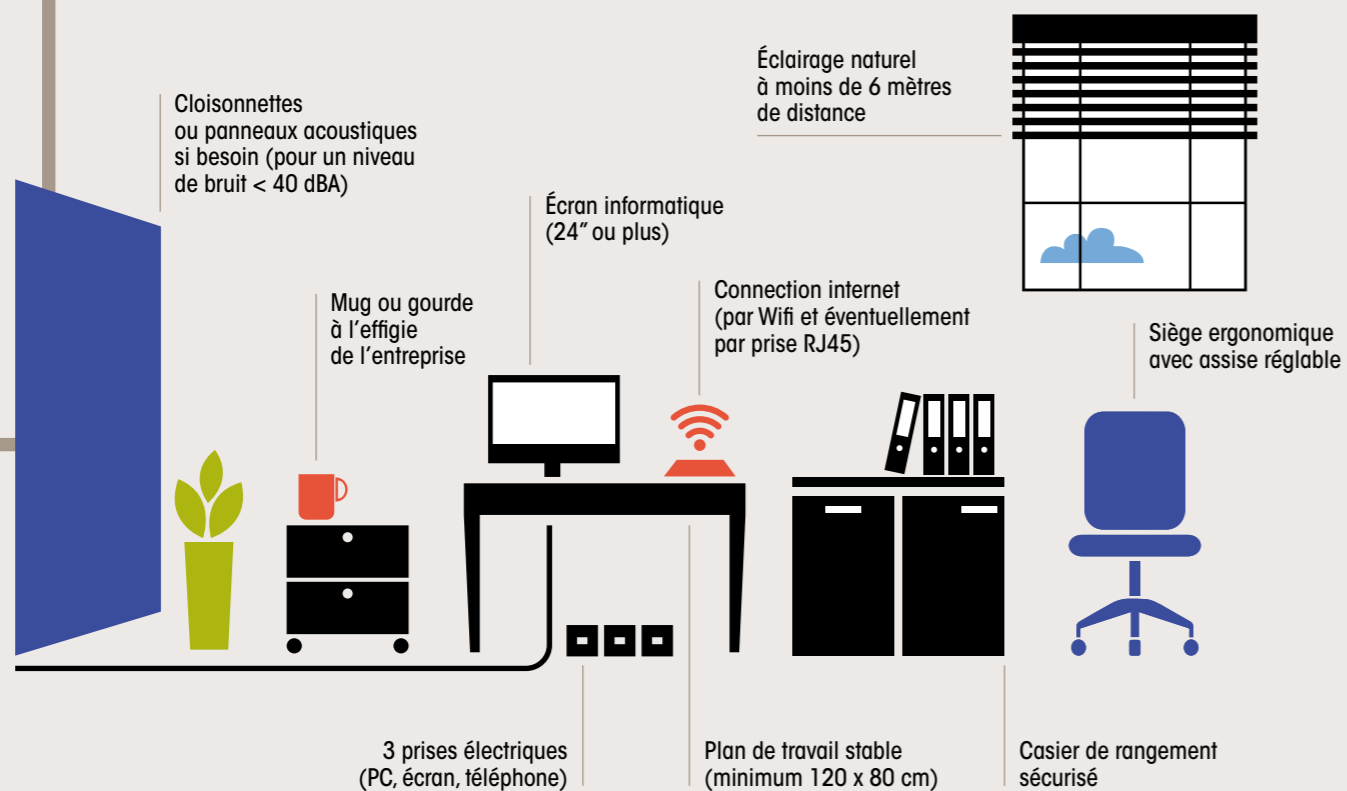 Éclairage naturel
à moins de 6 mètres
de distance
Cloisonnettes
ou panneaux acoustiques
si besoin (pour un niveau
de bruit < 40 dBA)
Écran informatique
(24” ou plus)
Mug ou gourde
à l’effigie
de l’entreprise
Connection internet
(par Wifi et éventuellement
par prise RJ45)
Siège ergonomique
avec assise réglable
3 prises électriques
(PC, écran, téléphone)
Plan de travail stable
(minimum 120 x 80 cm)
Casier de rangement
sécurisé